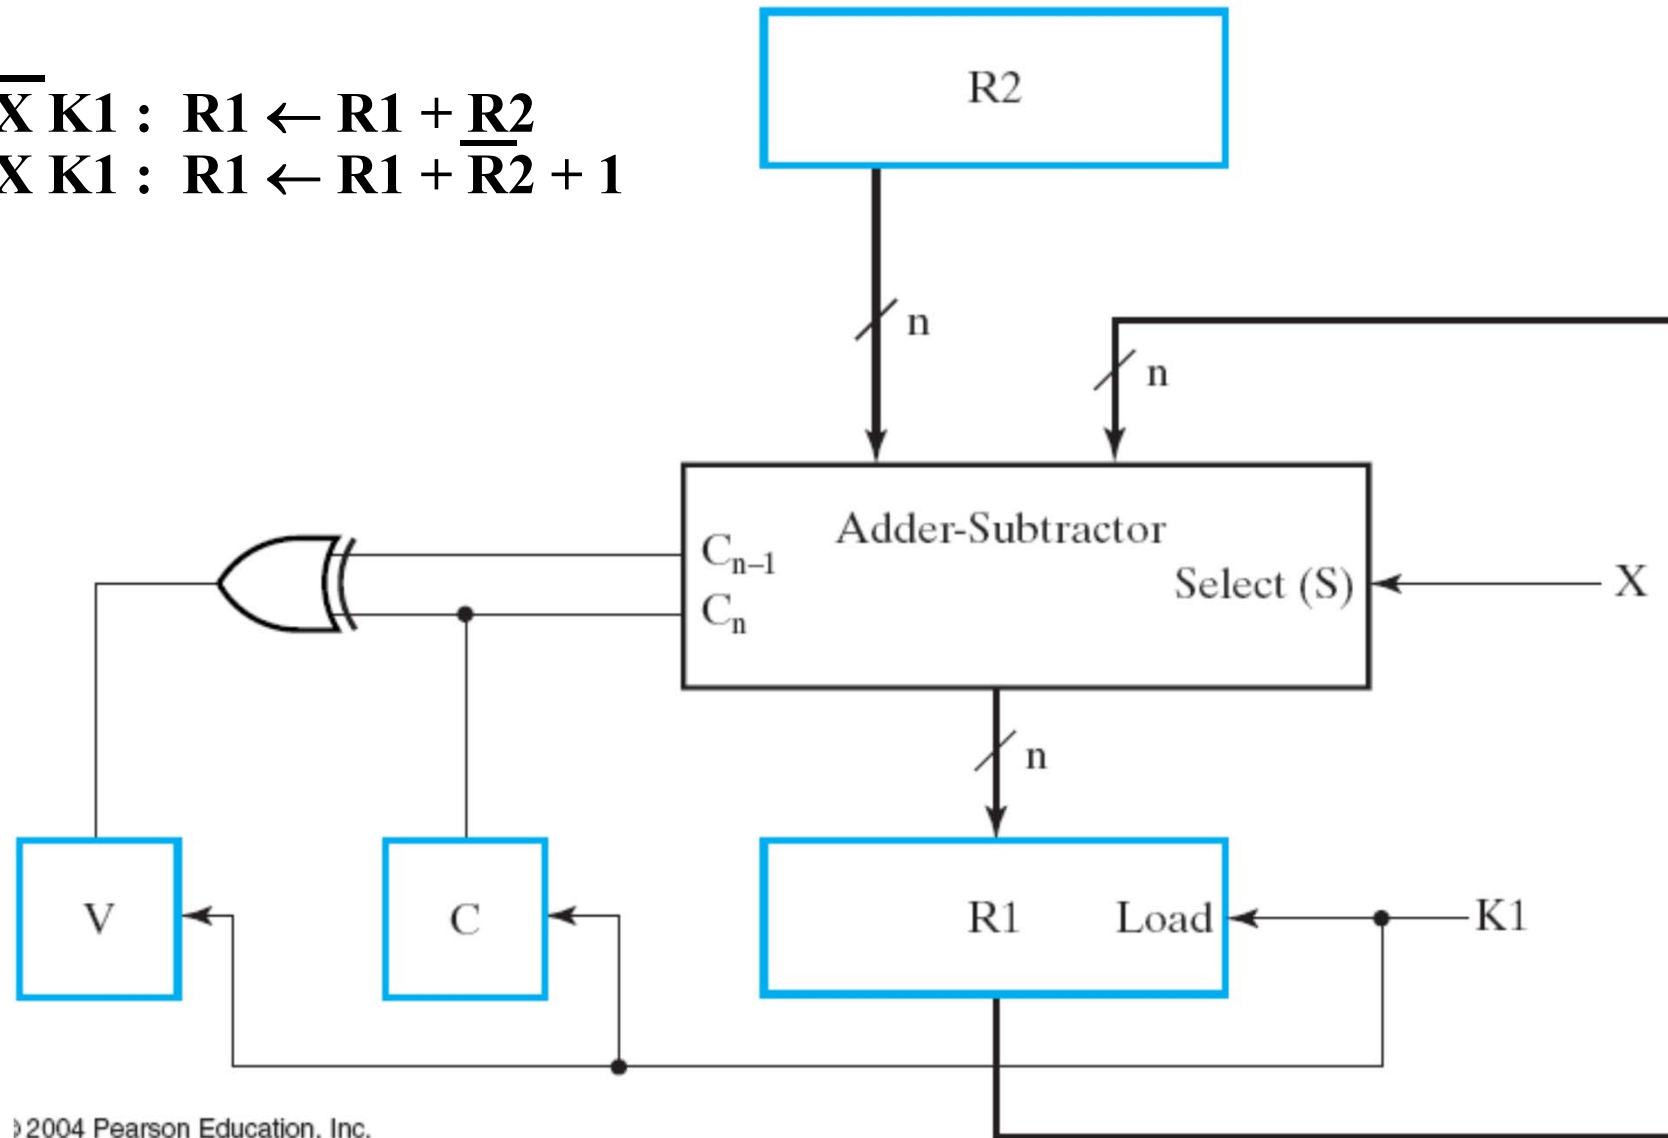 X̅ K1 : R1 ← R1 + R2
X K1 : R1 ← R1 + R̅2̅ + 1
R2
n
n
Adder-Subtractor
Cn–1
Select (S)
X
Cn
n
V
C
R1
Load
K1
© 2004 Pearson Education, Inc.